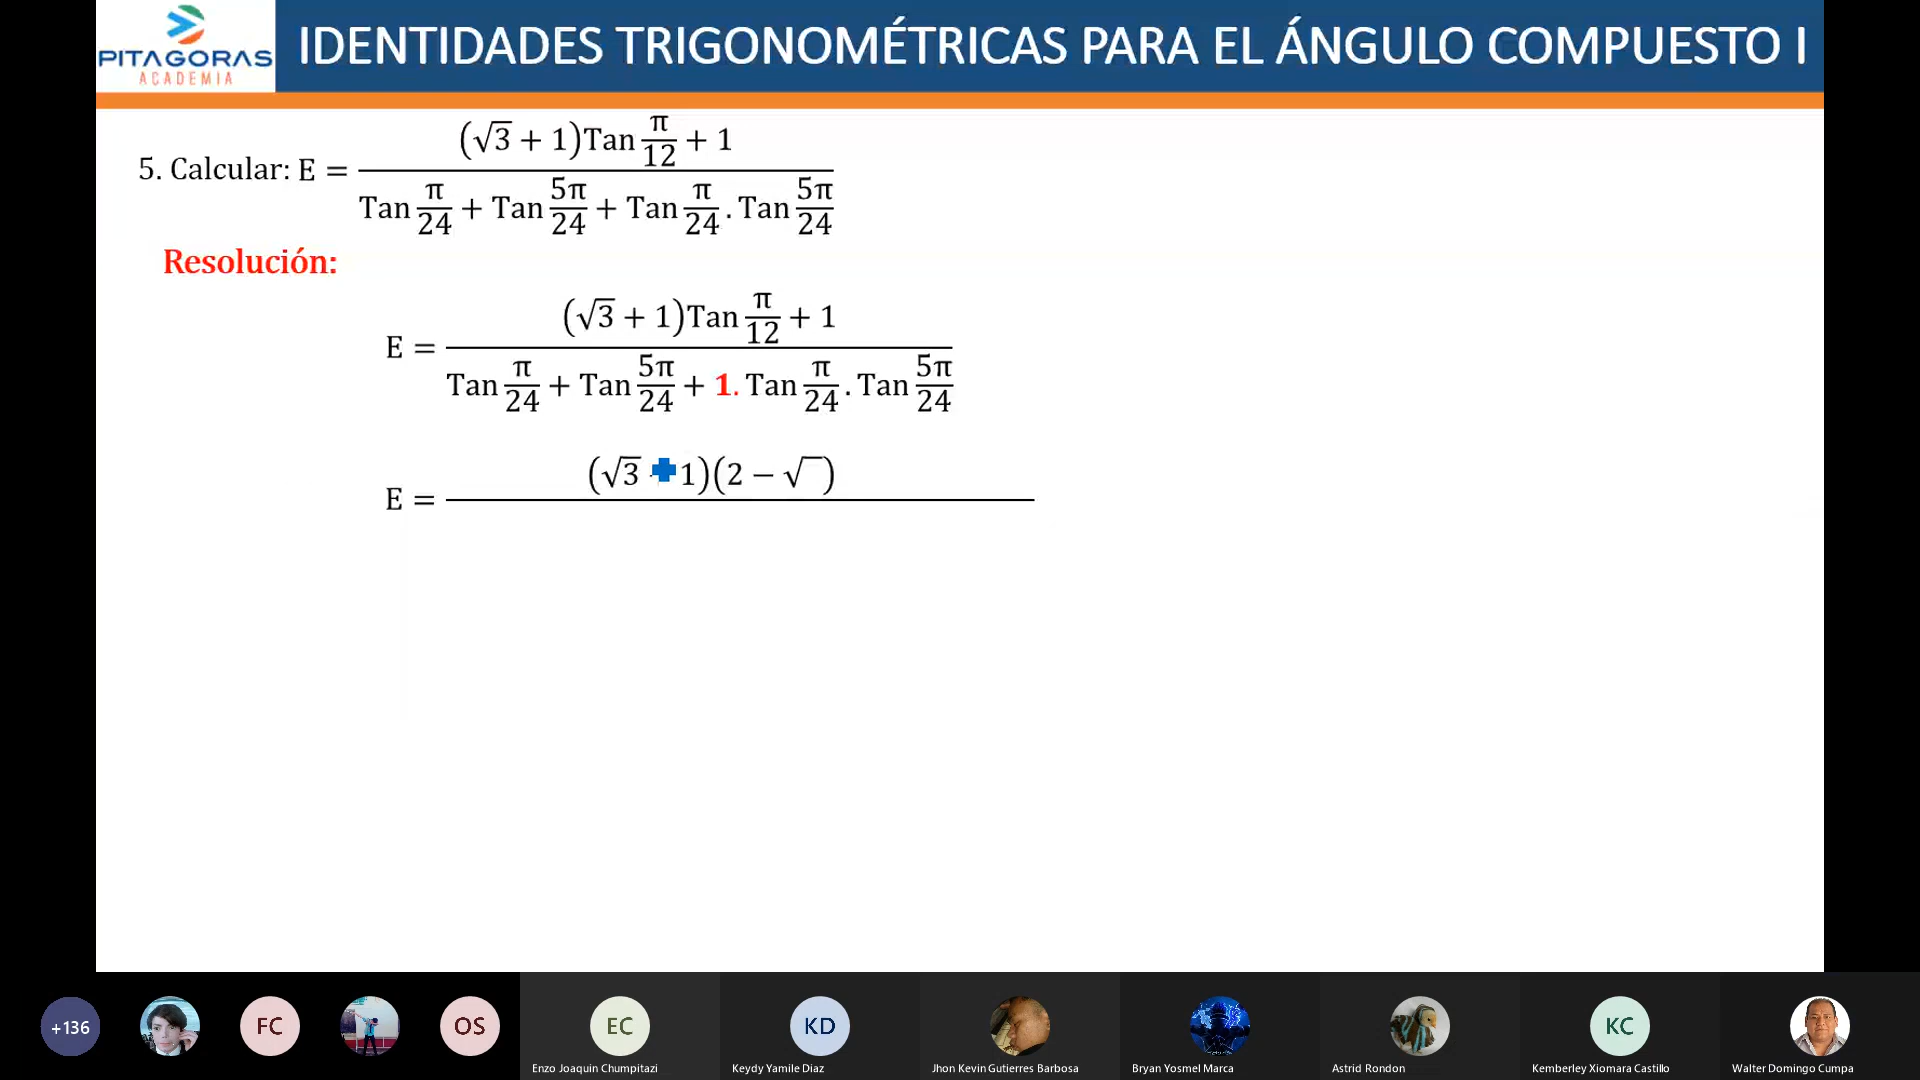 PITAGORAS
ACADEMIA
IDENTIDADES TRIGONOMÉTRICAS PARA EL ÁNGULO COMPUESTO I
5. Calcular: E = ((√3 + 1)Tan π/12 + 1) / (Tan π/24 + Tan 5π/24 + Tan π/24 . Tan 5π/24)
Resolución:
E = ((√3 + 1)Tan π/12 + 1) / (Tan π/24 + Tan 5π/24 + 1. Tan π/24 . Tan 5π/24)
E = (√3 + 1)(2 − √ )
+136
FC
OS
EC
KD
KC
Enzo Joaquin Chumpitazi
Keydy Yamile Diaz
Jhon Kevin Gutierres Barbosa
Bryan Yosmel Marca
Astrid Rondon
Kemberley Xiomara Castillo
Walter Domingo Cumpa